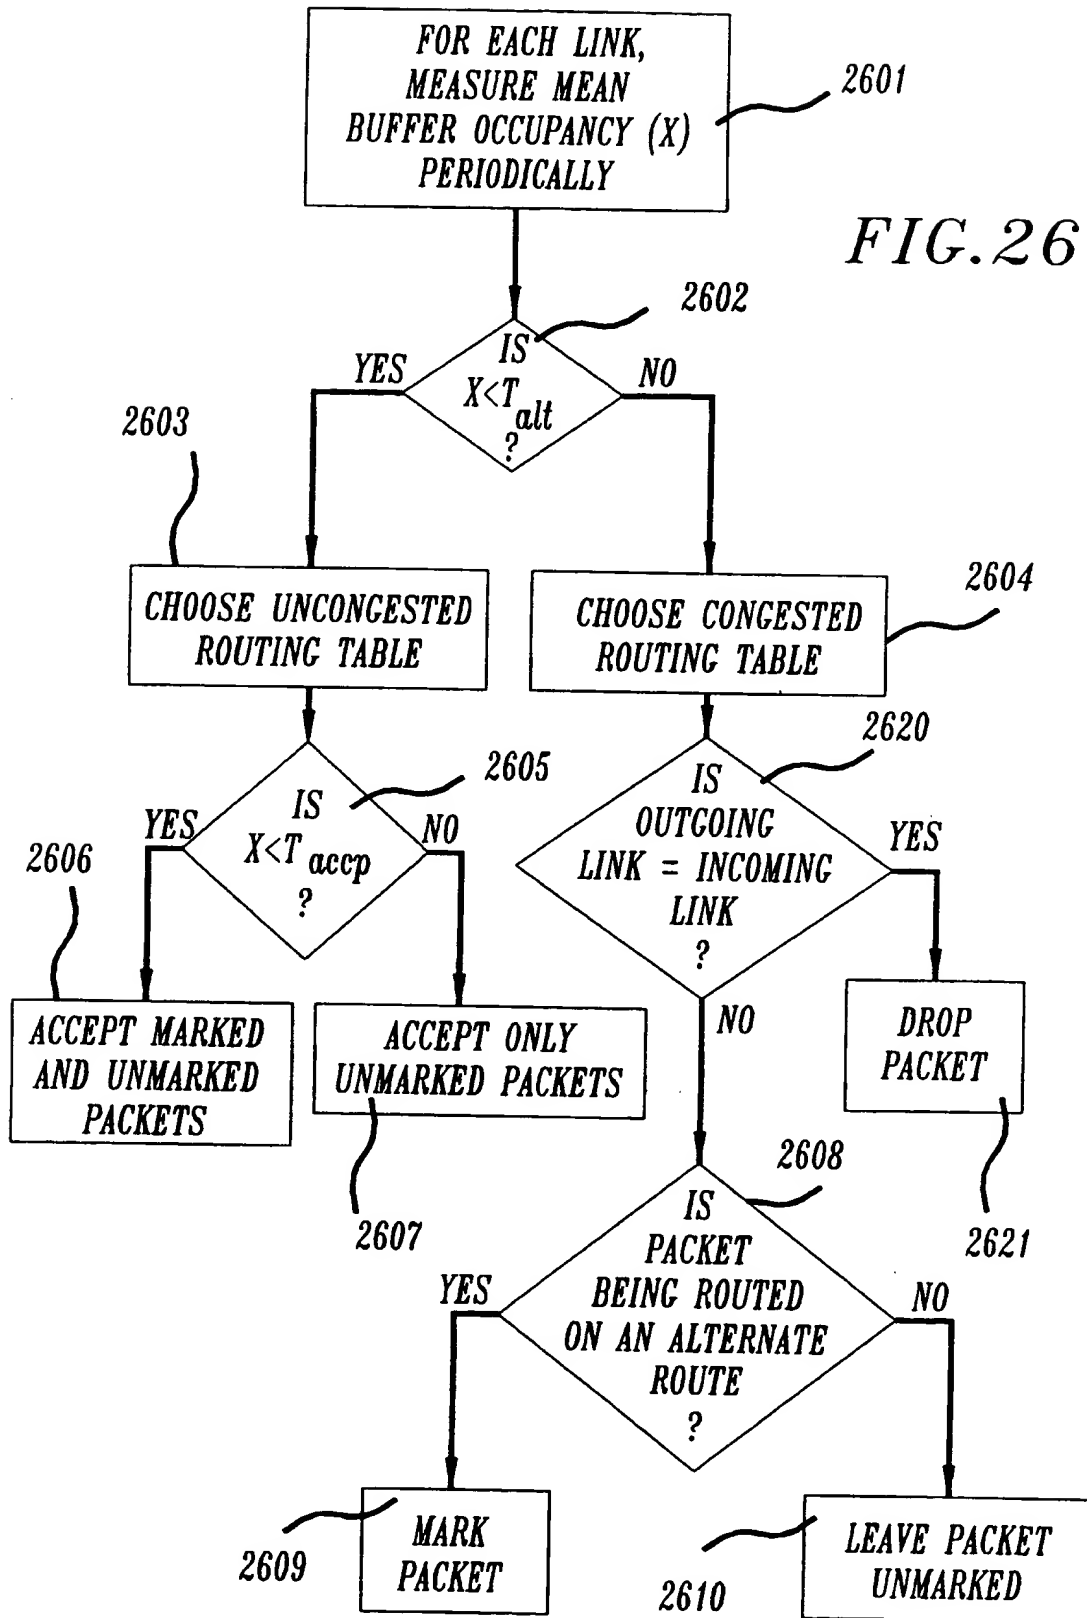 FOR EACH LINK,
MEASURE MEAN
BUFFER OCCUPANCY (X)
PERIODICALLY
2601
FIG.26
2602
IS
X<T alt
?
YES
NO
2603
CHOOSE UNCONGESTED
ROUTING TABLE
CHOOSE CONGESTED
ROUTING TABLE
2604
2605
IS
X<T accp
?
YES
NO
2620
IS
OUTGOING
LINK = INCOMING
LINK
?
YES
NO
2606
ACCEPT MARKED
AND UNMARKED
PACKETS
ACCEPT ONLY
UNMARKED PACKETS
2607
DROP
PACKET
2621
2608
IS
PACKET
BEING ROUTED
ON AN ALTERNATE
ROUTE
?
YES
NO
MARK
PACKET
2609
LEAVE PACKET
UNMARKED
2610